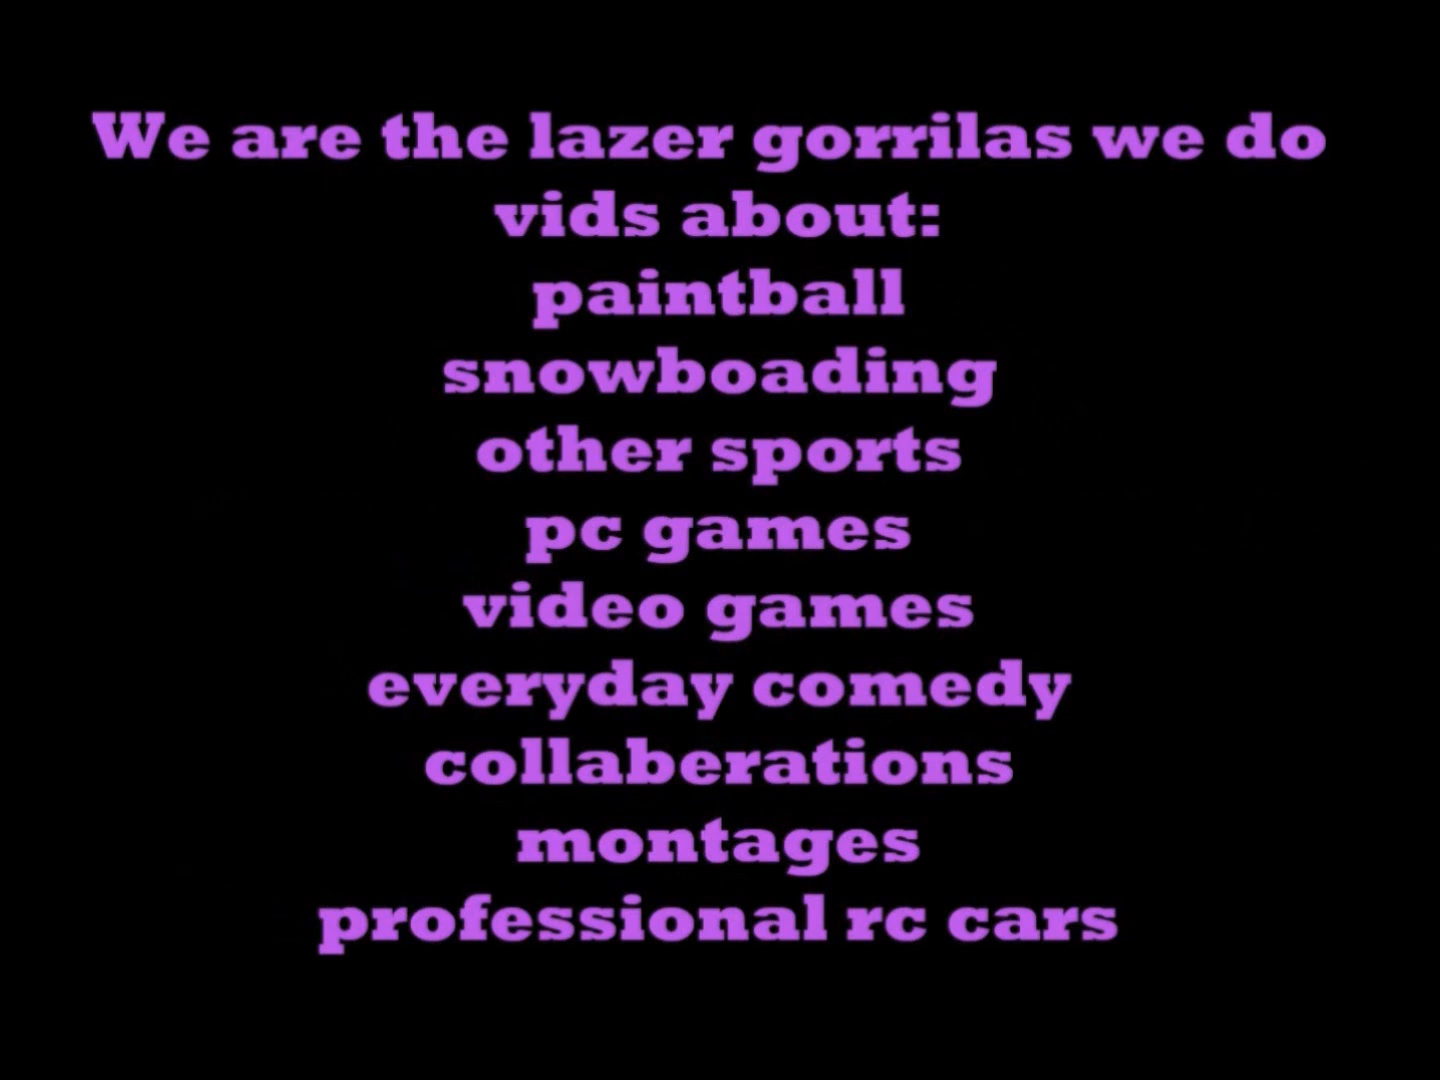 We are the lazer gorrilas we do
vids about:
paintball
snowboading
other sports
pc games
video games
everyday comedy
collaberations
montages
professional rc cars